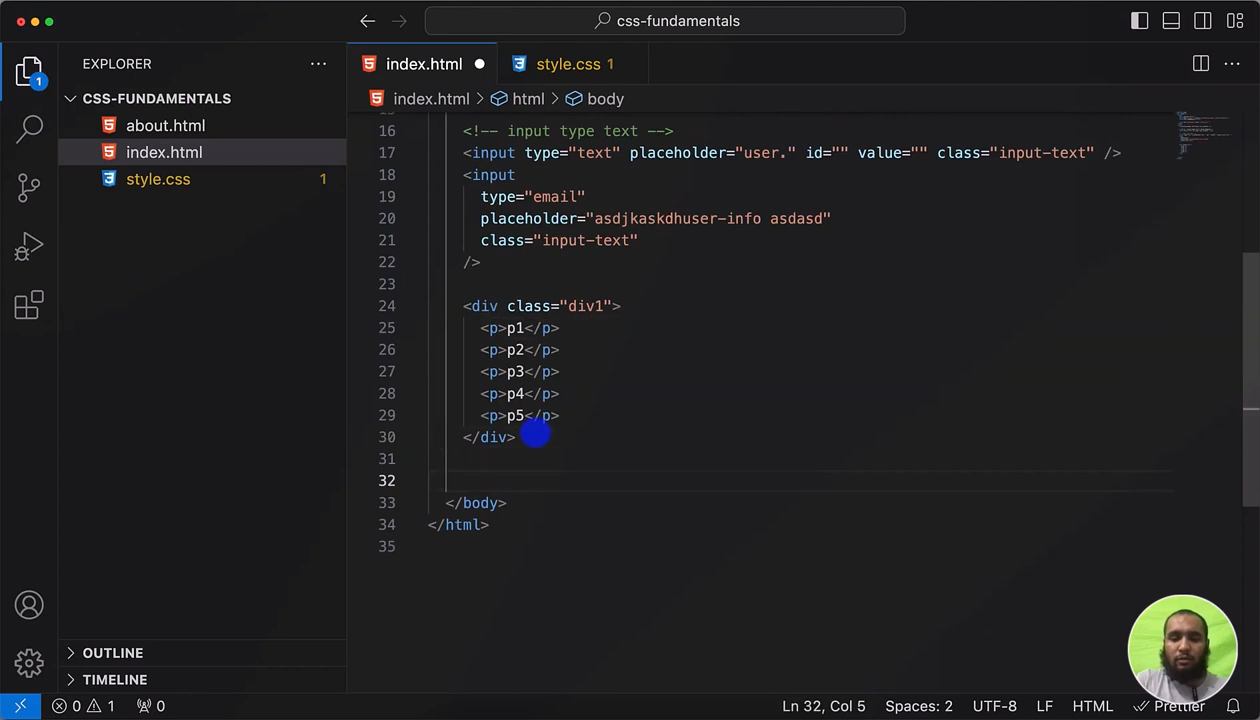 css-fundamentals
EXPLORER
index.html
style.css 1
1
CSS-FUNDAMENTALS
index.html > html > body
about.html
index.html
style.css 1
16 <!-- input type text -->
17 <input type="text" placeholder="user." id="" value="" class="input-text" />
18 <input
19 type="email"
20 placeholder="asdjkaskdhuser-info asdasd"
21 class="input-text"
22 />
23
24 <div class="div1">
25 <p>p1</p>
26 <p>p2</p>
27 <p>p3</p>
28 <p>p4</p>
29 <p>p5</p>
30 </div>
31
32
33 </body>
34 </html>
35
OUTLINE
TIMELINE
0 1 0 Ln 32, Col 5 Spaces: 2 UTF-8 LF HTML Prettier